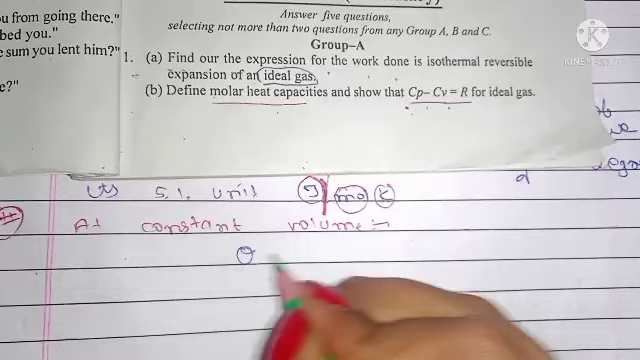 u from going there."
bed you."
e sum you lent him?"
e?"
Answer five questions,
selecting not more than two questions from any Group A, B and C.
Group–A
1. (a) Find our the expression for the work done is isothermal reversible
expansion of an ideal gas.
(b) Define molar heat capacities and show that Cp– Cv = R for ideal gas.
KINEMASTER
S.I. Unit J mol K
At constant volume :-